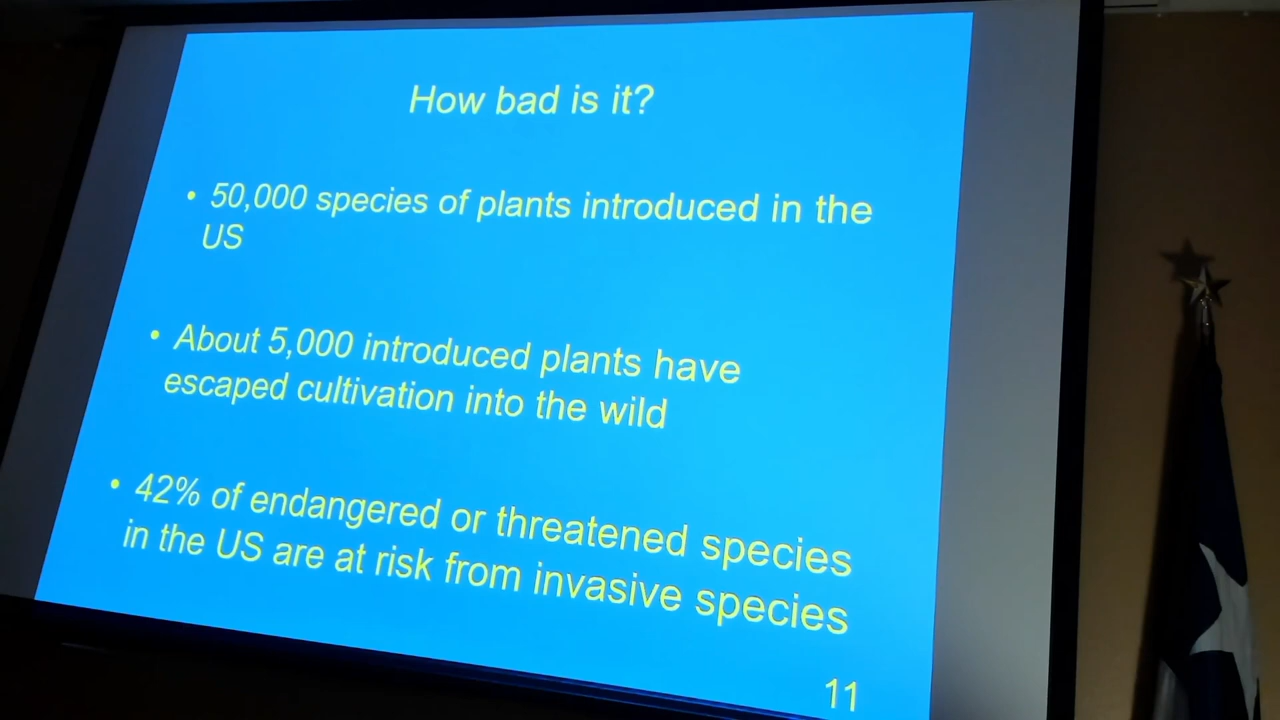 How bad is it?
• 50,000 species of plants introduced in the
US
• About 5,000 introduced plants have
escaped cultivation into the wild
• 42% of endangered or threatened species
in the US are at risk from invasive species
11